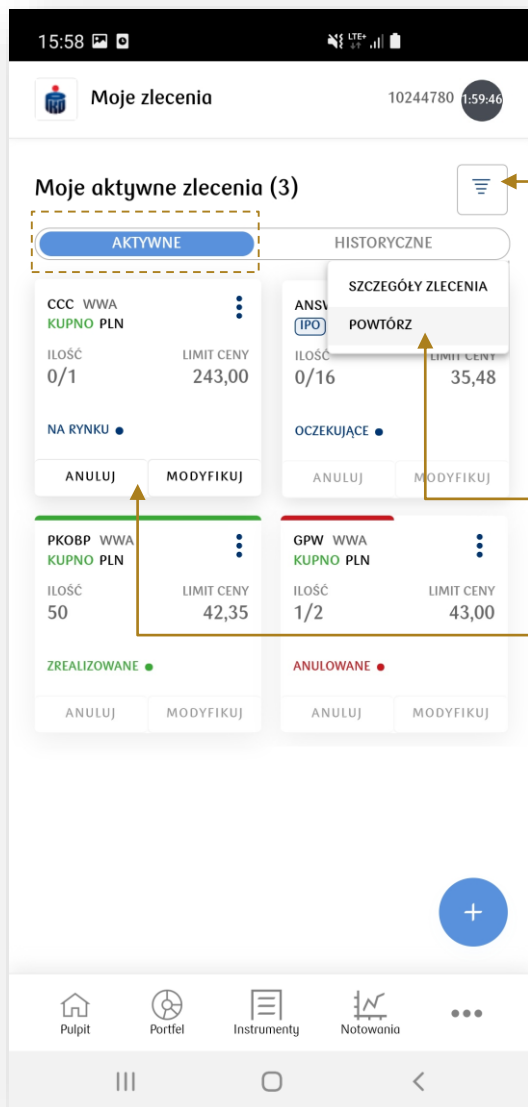 15:58 LTE+
Moje zlecenia 10244780 1:59:46
Moje aktywne zlecenia (3)
AKTYWNE HISTORYCZNE
SZCZEGÓŁY ZLECENIA
POWTÓRZ
CCC WWA
KUPNO PLN
ILOŚĆ LIMIT CENY
0/1 243,00
NA RYNKU
ANULUJ MODYFIKUJ
IPO
ILOŚĆ LIMIT CENY
0/16 35,48
OCZEKUJĄCE
ANULUJ MODYFIKUJ
PKOBP WWA
KUPNO PLN
ILOŚĆ LIMIT CENY
50 42,35
ZREALIZOWANE
ANULUJ MODYFIKUJ
GPW WWA
KUPNO PLN
ILOŚĆ LIMIT CENY
1/2 43,00
ANULOWANE
ANULUJ MODYFIKUJ
+
Pulpit Portfel Instrumenty Notowania